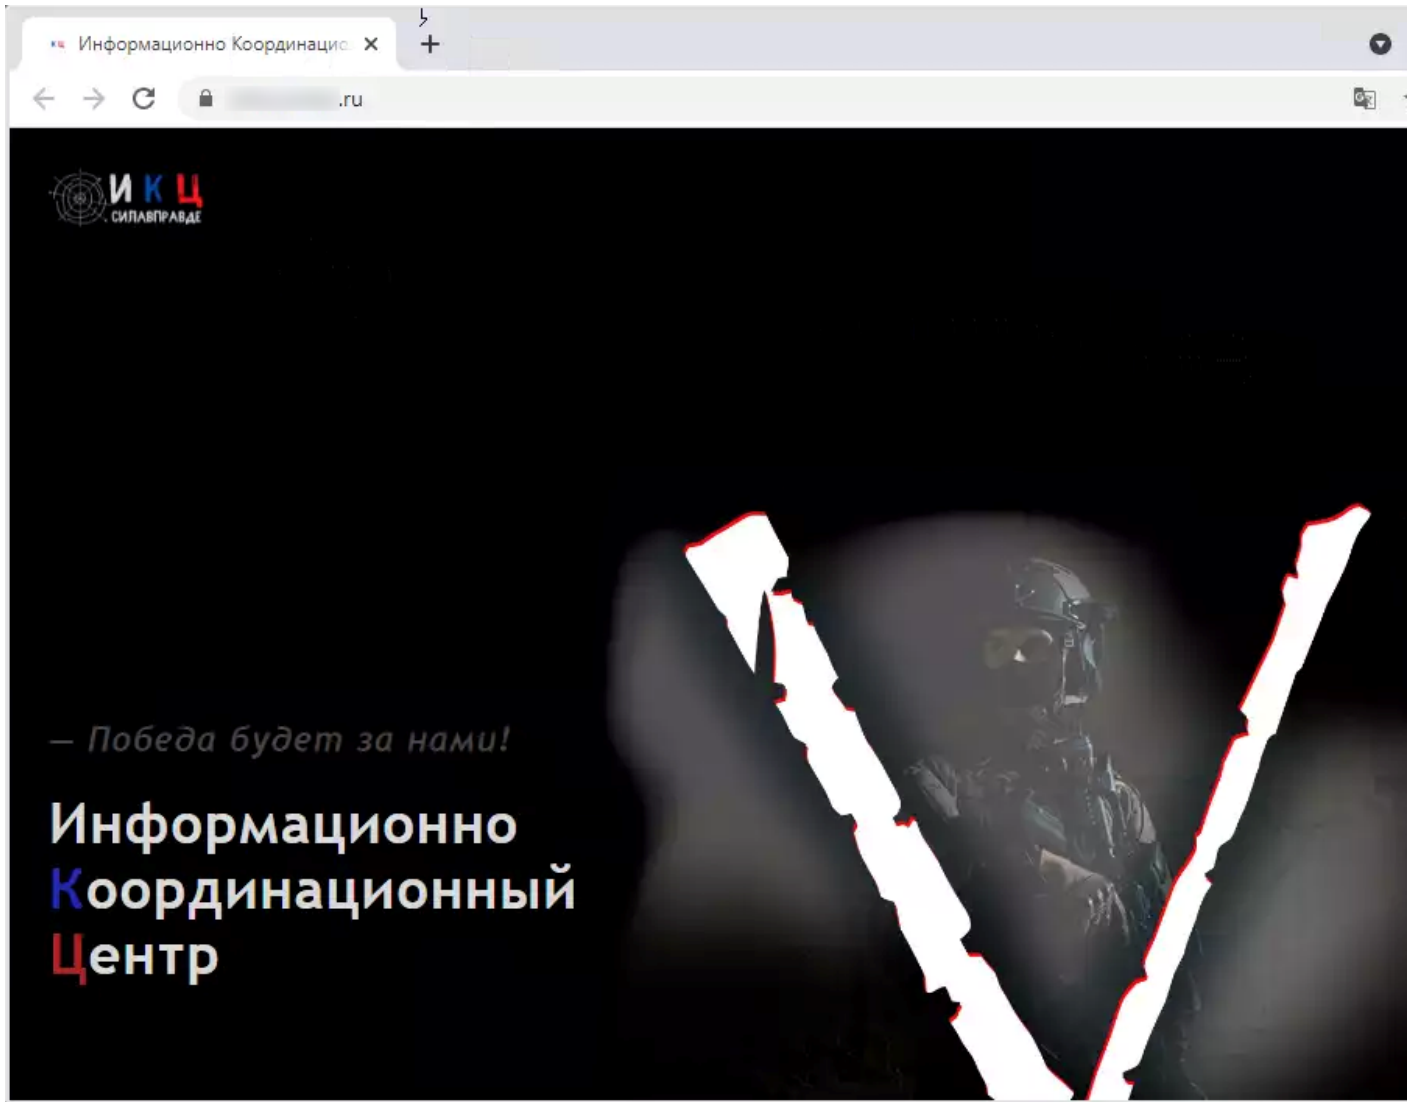 Информационно Координацио
.ru
И К Ц
СИЛАВПРАВДЕ
— Победа будет за нами!
Информационно
Координационный
Центр